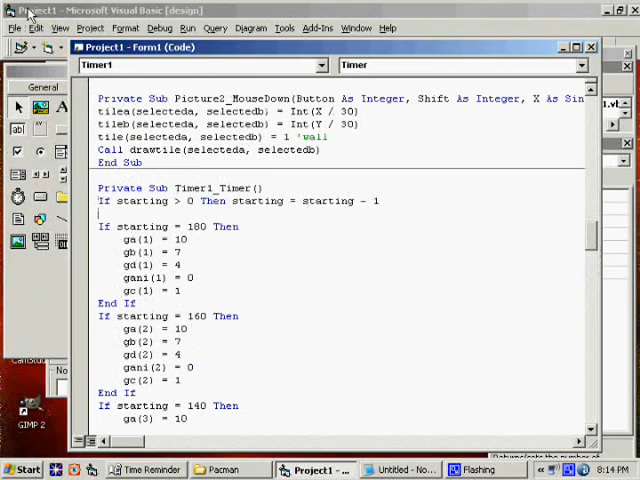 Project1 - Microsoft Visual Basic [design]
File Edit View Project Format Debug Run Query Diagram Tools Add-Ins Window Help
Project1 - Form1 (Code)
General
Timer1 Timer
Private Sub Picture2_MouseDown(Button As Integer, Shift As Integer, X As Sin
tilea(selecteda, selectedb) = Int(X / 30)
tileb(selecteda, selectedb) = Int(Y / 30)
tile(selecteda, selectedb) = 1 'wall
Call drawtile(selecteda, selectedb)
End Sub
Private Sub Timer1_Timer()
If starting > 0 Then starting = starting - 1
If starting = 180 Then
ga(1) = 10
gb(1) = 7
gd(1) = 4
gani(1) = 0
gc(1) = 1
End If
If starting = 160 Then
ga(2) = 10
gb(2) = 7
gd(2) = 4
gani(2) = 0
gc(2) = 1
End If
If starting = 140 Then
ga(3) = 10
GIMP 2
Start Time Reminder Pacman Project1 - ... Untitled - No... Flashing 8:14 PM